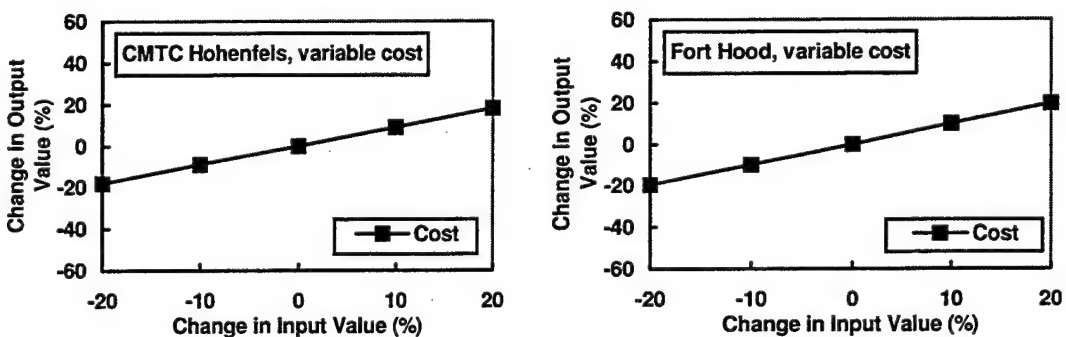 CMTC Hohenfels, variable cost
Change in Output
Value (%)
60
40
20
0
-20
-40
-60
Cost
-20 -10 0 10 20
Change in Input Value (%)
Fort Hood, variable cost
Change in Output
Value (%)
60
40
20
0
-20
-40
-60
Cost
-20 -10 0 10 20
Change in Input Value (%)